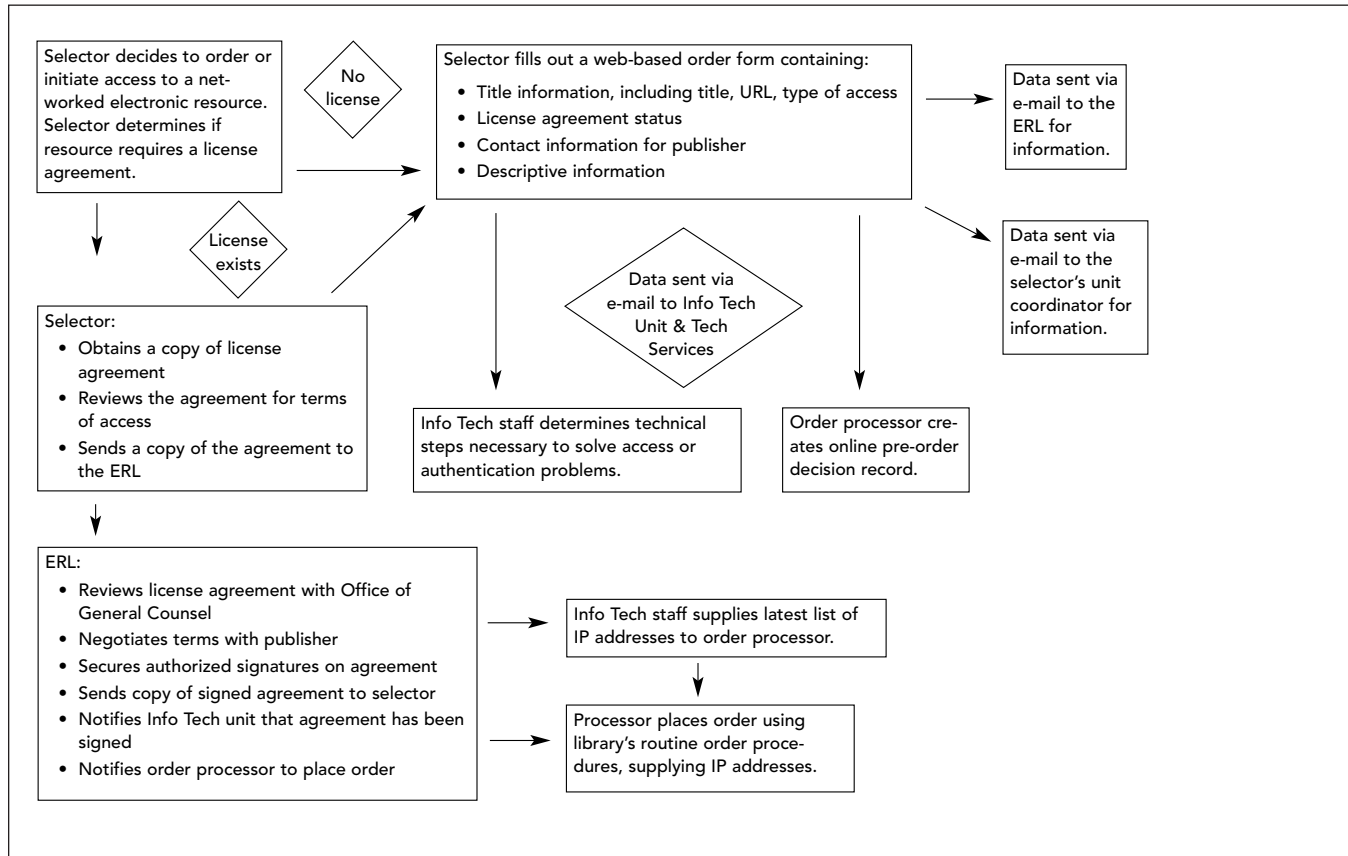 Selector decides to order or
initiate access to a net-
worked electronic resource.
Selector determines if
resource requires a license
agreement.
No
license
Selector fills out a web-based order form containing:
• Title information, including title, URL, type of access
• License agreement status
• Contact information for publisher
• Descriptive information
Data sent via
e-mail to the
ERL for
information.
License
exists
Data sent via
e-mail to Info Tech
Unit & Tech
Services
Data sent via
e-mail to the
selector's unit
coordinator for
information.
Selector:
• Obtains a copy of license
agreement
• Reviews the agreement for terms
of access
• Sends a copy of the agreement to
the ERL
Info Tech staff determines technical
steps necessary to solve access or
authentication problems.
Order processor cre-
ates online pre-order
decision record.
ERL:
• Reviews license agreement with Office of
General Counsel
• Negotiates terms with publisher
• Secures authorized signatures on agreement
• Sends copy of signed agreement to selector
• Notifies Info Tech unit that agreement has been
signed
• Notifies order processor to place order
Info Tech staff supplies latest list of
IP addresses to order processor.
Processor places order using
library's routine order proce-
dures, supplying IP addresses.